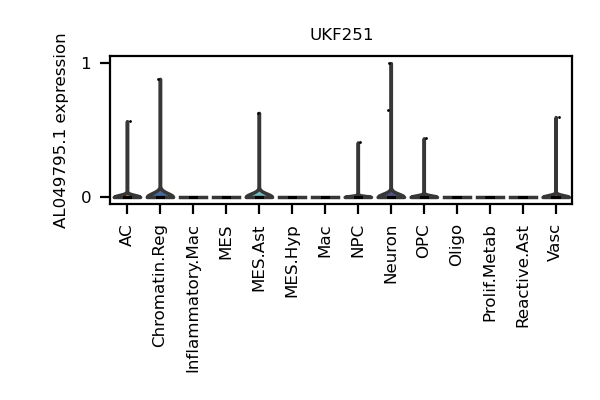 UKF251
AL049795.1 expression
1
0
AC
Chromatin.Reg
Inflammatory.Mac
MES
MES.Ast
MES.Hyp
Mac
NPC
Neuron
OPC
Oligo
Prolif.Metab
Reactive.Ast
Vasc